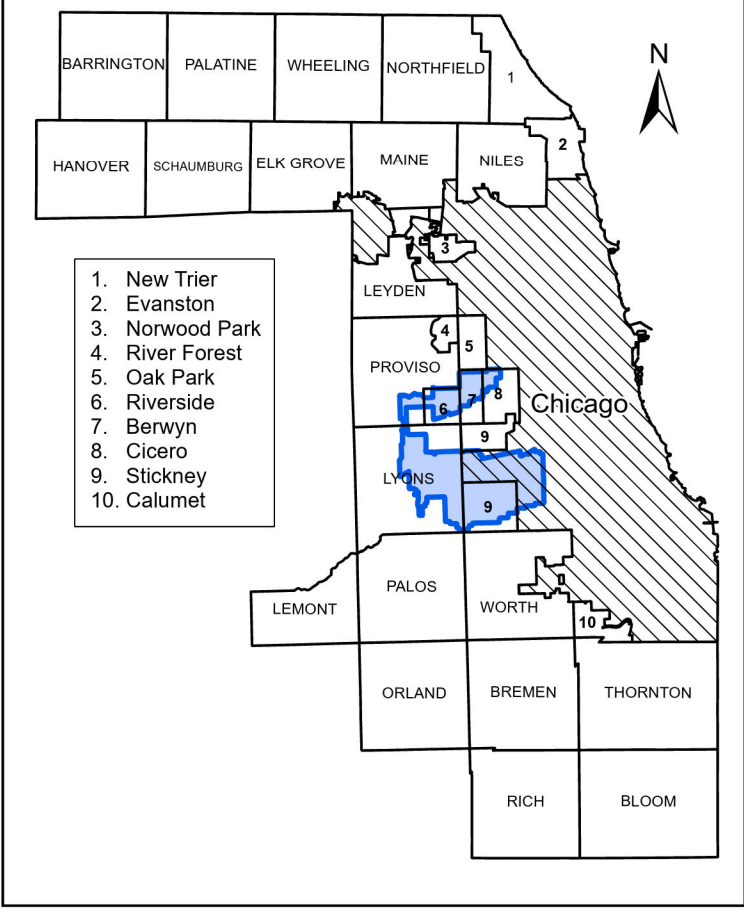 N
BARRINGTON
PALATINE
WHEELING
NORTHFIELD
1
2
HANOVER
SCHAUMBURG
ELK GROVE
MAINE
NILES
3
1. New Trier
2. Evanston
3. Norwood Park
4. River Forest
5. Oak Park
6. Riverside
7. Berwyn
8. Cicero
9. Stickney
10. Calumet
LEYDEN
4
5
PROVISO
6
7
8
Chicago
9
LYONS
9
PALOS
LEMONT
WORTH
10
ORLAND
BREMEN
THORNTON
RICH
BLOOM